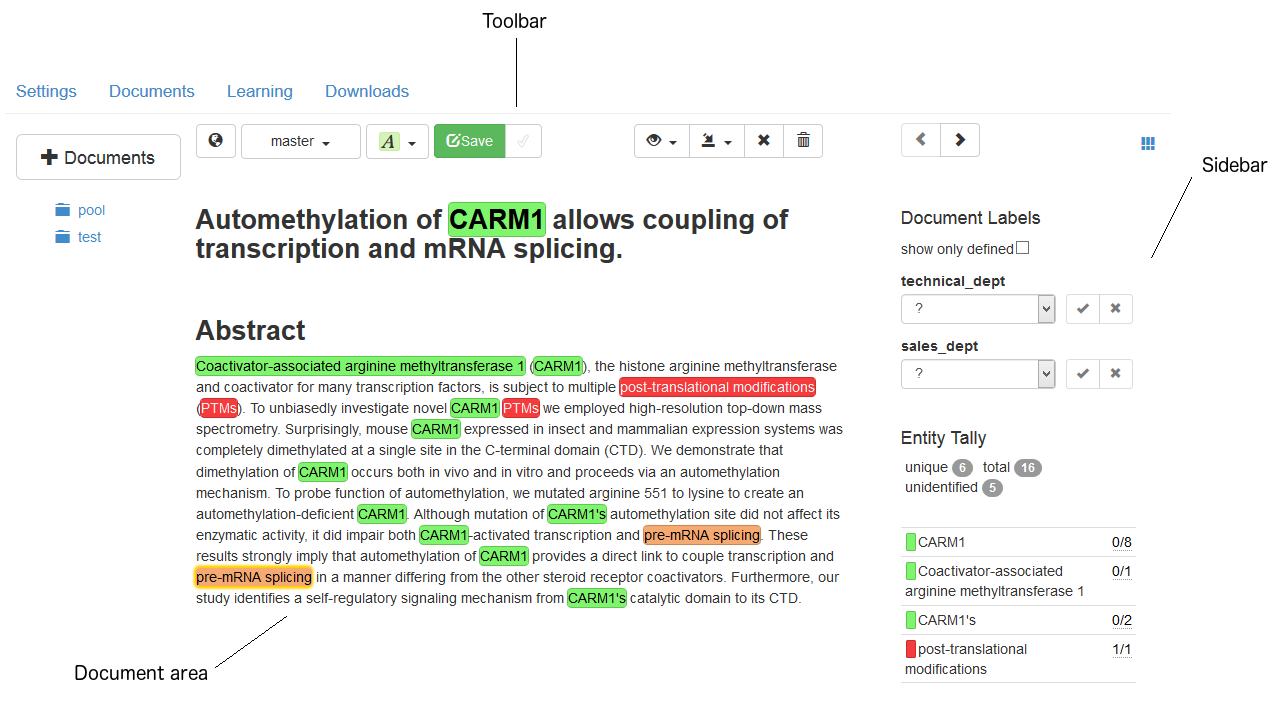 Toolbar
Settings Documents Learning Downloads
Documents
master A Save
pool
test
Sidebar
Automethylation of CARM1 allows coupling of
transcription and mRNA splicing.
Abstract
Coactivator-associated arginine methyltransferase 1 (CARM1), the histone arginine methyltransferase
and coactivator for many transcription factors, is subject to multiple post-translational modifications
(PTMs). To unbiasedly investigate novel CARM1 PTMs we employed high-resolution top-down mass
spectrometry. Surprisingly, mouse CARM1 expressed in insect and mammalian expression systems was
completely dimethylated at a single site in the C-terminal domain (CTD). We demonstrate that
dimethylation of CARM1 occurs both in vivo and in vitro and proceeds via an automethylation
mechanism. To probe function of automethylation, we mutated arginine 551 to lysine to create an
automethylation-deficient CARM1. Although mutation of CARM1's automethylation site did not affect its
enzymatic activity, it did impair both CARM1-activated transcription and pre-mRNA splicing. These
results strongly imply that automethylation of CARM1 provides a direct link to couple transcription and
pre-mRNA splicing in a manner differing from the other steroid receptor coactivators. Furthermore, our
study identifies a self-regulatory signaling mechanism from CARM1's catalytic domain to its CTD.
Document area
Document Labels
show only defined
technical_dept
?
sales_dept
?
Entity Tally
unique 6 total 16
unidentified 5
CARM1 0/8
Coactivator-associated 0/1
arginine methyltransferase 1
CARM1's 0/2
post-translational 1/1
modifications